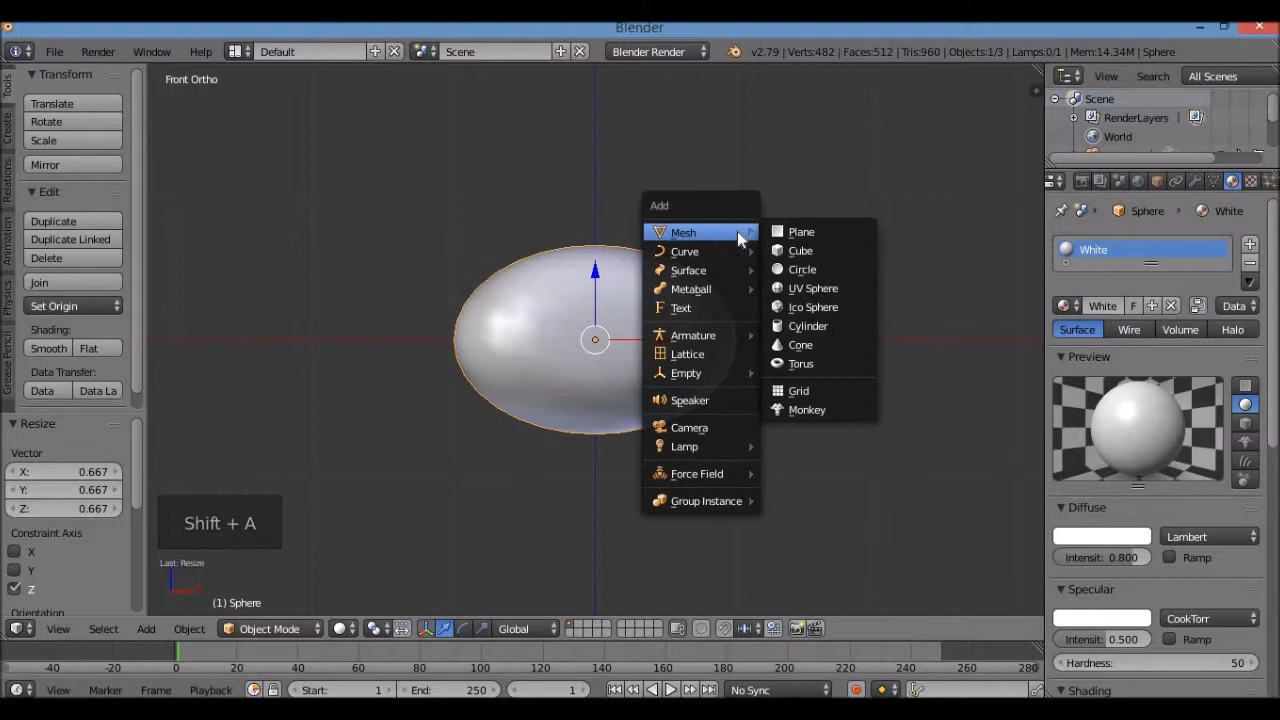 Blender
File Render Window Help Default Scene Blender Render v2.79 | Verts:482 | Faces:512 | Tris:960 | Objects:1/3 | Lamps:0/1 | Mem:14.34M | Sphere
Tools
Create
Relations
Animation
Physics
Grease Pencil
Transform
Translate
Rotate
Scale
Mirror
Edit
Duplicate
Duplicate Linked
Delete
Join
Set Origin
Shading:
Smooth Flat
Data Transfer:
Data Data La
Resize
Vector
X: 0.667
Y: 0.667
Z: 0.667
Constraint Axis
X
Y
Z
Orientation
Front Ortho
Add
Mesh
Curve
Surface
Metaball
Text
Armature
Lattice
Empty
Speaker
Camera
Lamp
Force Field
Group Instance
Plane
Cube
Circle
UV Sphere
Ico Sphere
Cylinder
Cone
Torus
Grid
Monkey
Shift + A
Last: Resize
(1) Sphere
View Search All Scenes
Scene
RenderLayers
World
Sphere White
White
White F Data
Surface Wire Volume Halo
Preview
Diffuse
Lambert
Intensit: 0.800 Ramp
Specular
CookTorr
Intensit: 0.500 Ramp
Hardness: 50
Shading
View Select Add Object Object Mode Global
-40 -20 0 20 40 60 80 100 120 140 160 180 200 220 240 260 280
View Marker Frame Playback Start: 1 End: 250 1 No Sync